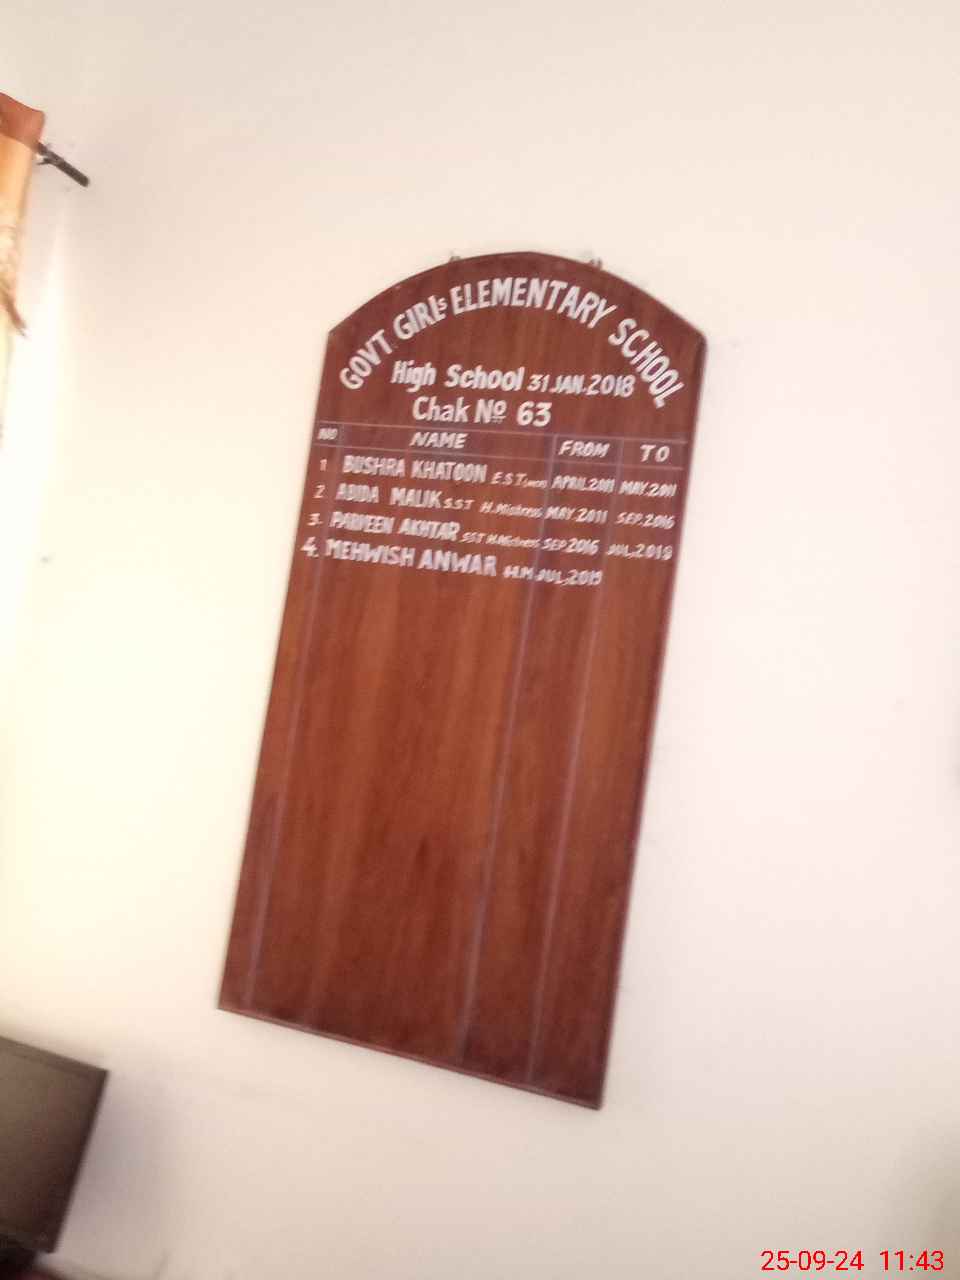 GOVT GIRLs ELEMENTARY SCHOOL
High School 31 JAN. 2018
Chak No 63
NO NAME FROM TO
1 BUSHRA KHATOON E.S.T APRIL.2011 MAY.2011
2 ABIDA MALIK S.S.T H.Mistress MAY.2011 SEP.2016
3. PARVEEN AKHTAR SST H.Mistress SEP.2016 JUL,2019
4. MEHWISH ANWAR H.M JUL,2019
25-09-24 11:43